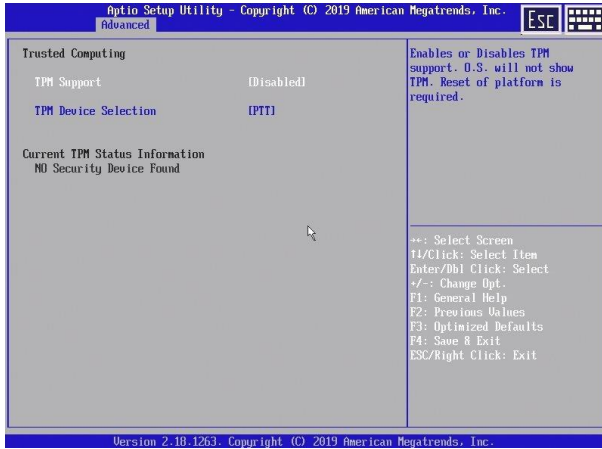 Aptio Setup Utility - Copyright (C) 2019 American Megatrends, Inc.
Advanced
Esc
Trusted Computing
TPM Support [Disabled]
TPM Device Selection [PTT]
Current TPM Status Information
NO Security Device Found
Enables or Disables TPM
support. O.S. will not show
TPM. Reset of platform is
required.
↔: Select Screen
↑↓/Click: Select Item
Enter/Dbl Click: Select
+/-: Change Opt.
F1: General Help
F2: Previous Values
F3: Optimized Defaults
F4: Save & Exit
ESC/Right Click: Exit
Version 2.18.1263. Copyright (C) 2019 American Megatrends, Inc.